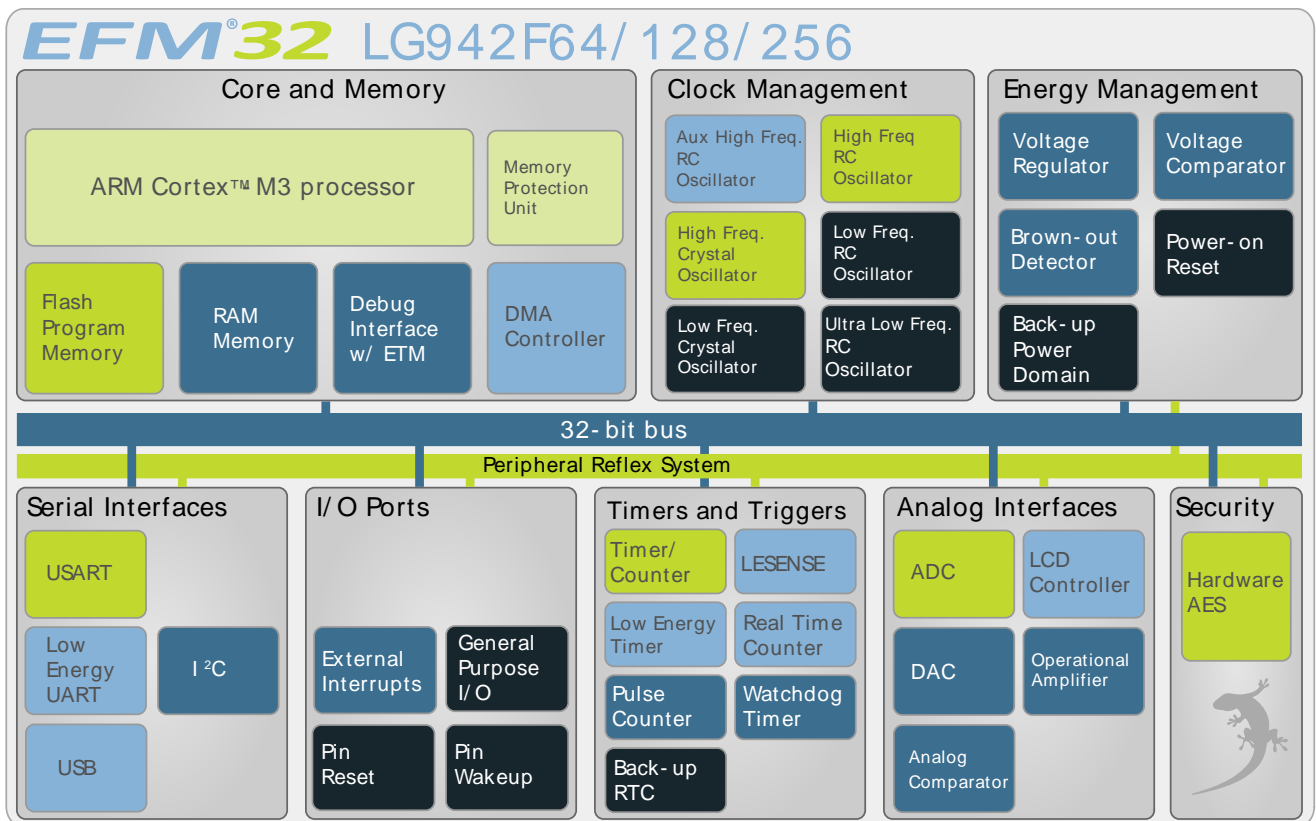 EFM®32 LG942F64/128/256
Core and Memory
ARM Cortex™ M3 processor
Memory
Protection
Unit
Flash
Program
Memory
RAM
Memory
Debug
Interface
w/ ETM
DMA
Controller
Clock Management
Aux High Freq.
RC
Oscillator
High Freq
RC
Oscillator
High Freq.
Crystal
Oscillator
Low Freq.
RC
Oscillator
Low Freq.
Crystal
Oscillator
Ultra Low Freq.
RC
Oscillator
Energy Management
Voltage
Regulator
Voltage
Comparator
Brown-out
Detector
Power-on
Reset
Back-up
Power
Domain
32-bit bus
Peripheral Reflex System
Serial Interfaces
USART
Low
Energy
UART
I²C
USB
I/O Ports
External
Interrupts
General
Purpose
I/O
Pin
Reset
Pin
Wakeup
Timers and Triggers
Timer/
Counter
LESENSE
Low Energy
Timer
Real Time
Counter
Pulse
Counter
Watchdog
Timer
Back-up
RTC
Analog Interfaces
ADC
LCD
Controller
DAC
Operational
Amplifier
Analog
Comparator
Security
Hardware
AES